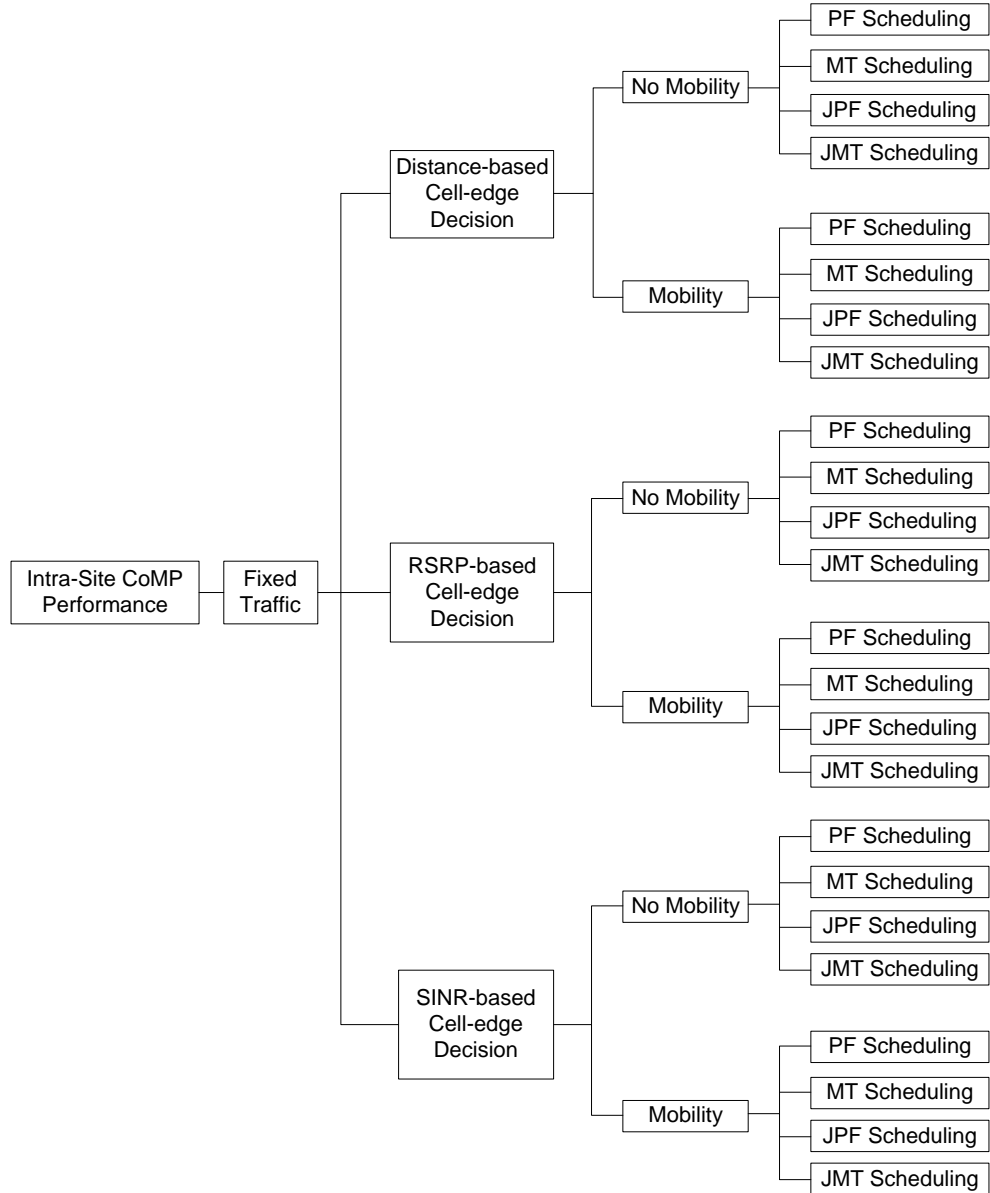 Intra-Site CoMP
Performance
Fixed
Traffic
Distance-based
Cell-edge
Decision
No Mobility
PF Scheduling
MT Scheduling
JPF Scheduling
JMT Scheduling
Mobility
PF Scheduling
MT Scheduling
JPF Scheduling
JMT Scheduling
RSRP-based
Cell-edge
Decision
No Mobility
PF Scheduling
MT Scheduling
JPF Scheduling
JMT Scheduling
Mobility
PF Scheduling
MT Scheduling
JPF Scheduling
JMT Scheduling
SINR-based
Cell-edge
Decision
No Mobility
PF Scheduling
MT Scheduling
JPF Scheduling
JMT Scheduling
Mobility
PF Scheduling
MT Scheduling
JPF Scheduling
JMT Scheduling